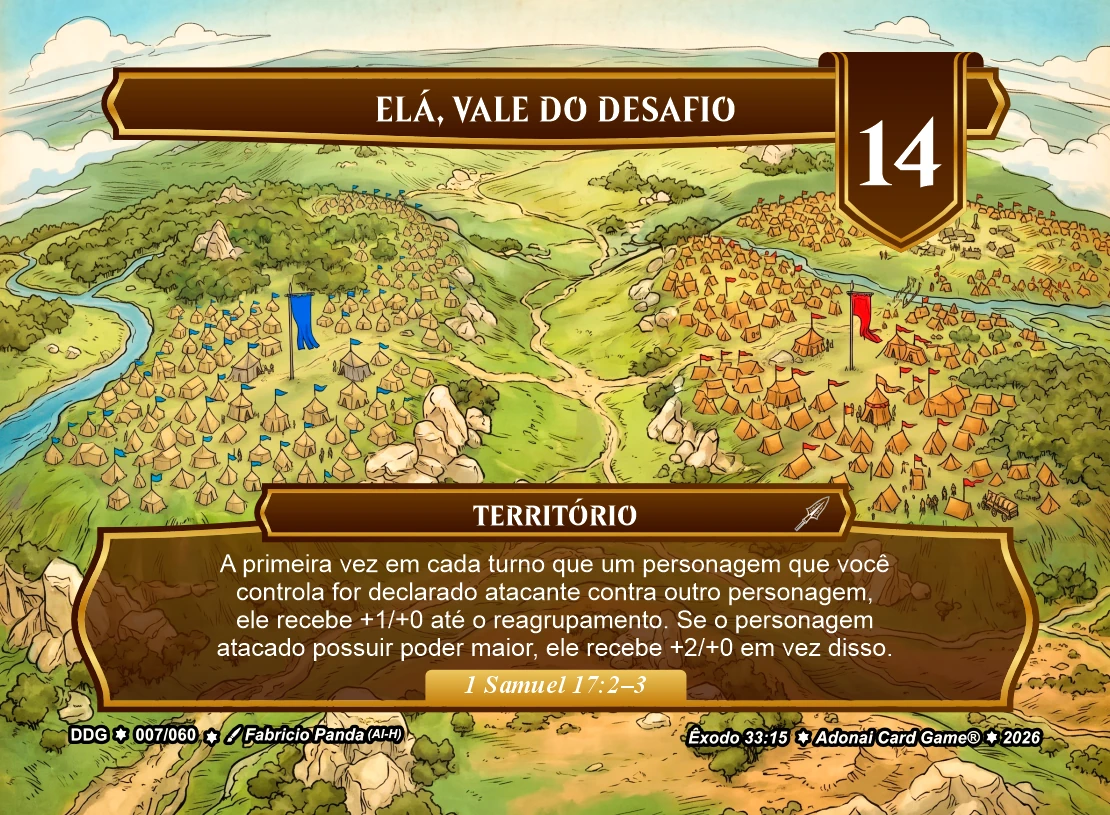 ELÁ, VALE DO DESAFIO
14
TERRITÓRIO
A primeira vez em cada turno que um personagem que você
controla for declarado atacante contra outro personagem,
ele recebe +1/+0 até o reagrupamento. Se o personagem
atacado possuir poder maior, ele recebe +2/+0 em vez disso.
1 Samuel 17:2–3
DDG ✱ 007/060 ✱ Fabricio Panda (AI-H)
Êxodo 33:15 ✱ Adonai Card Game® ✱ 2026